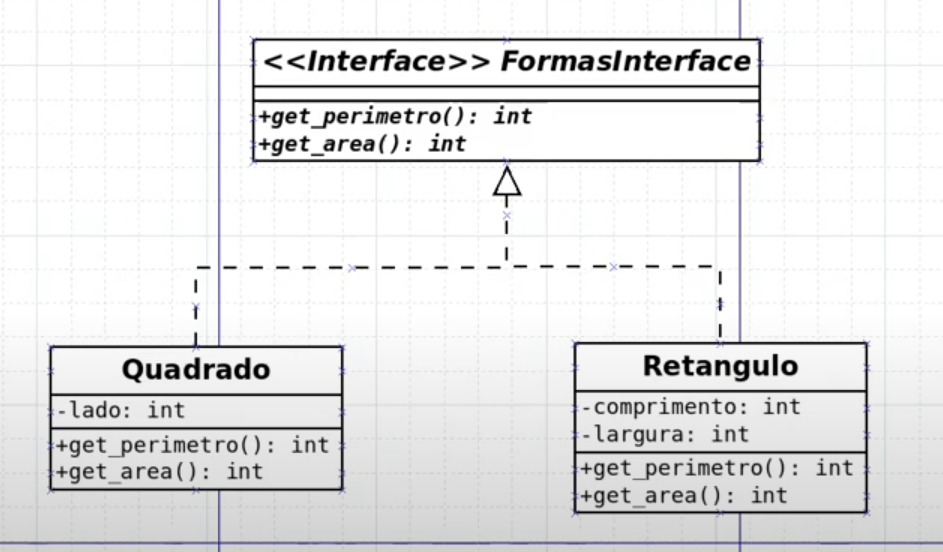 <<Interface>> FormasInterface
+get_perimetro(): int
+get_area(): int
Quadrado
-lado: int
+get_perimetro(): int
+get_area(): int
Retangulo
-comprimento: int
-largura: int
+get_perimetro(): int
+get_area(): int